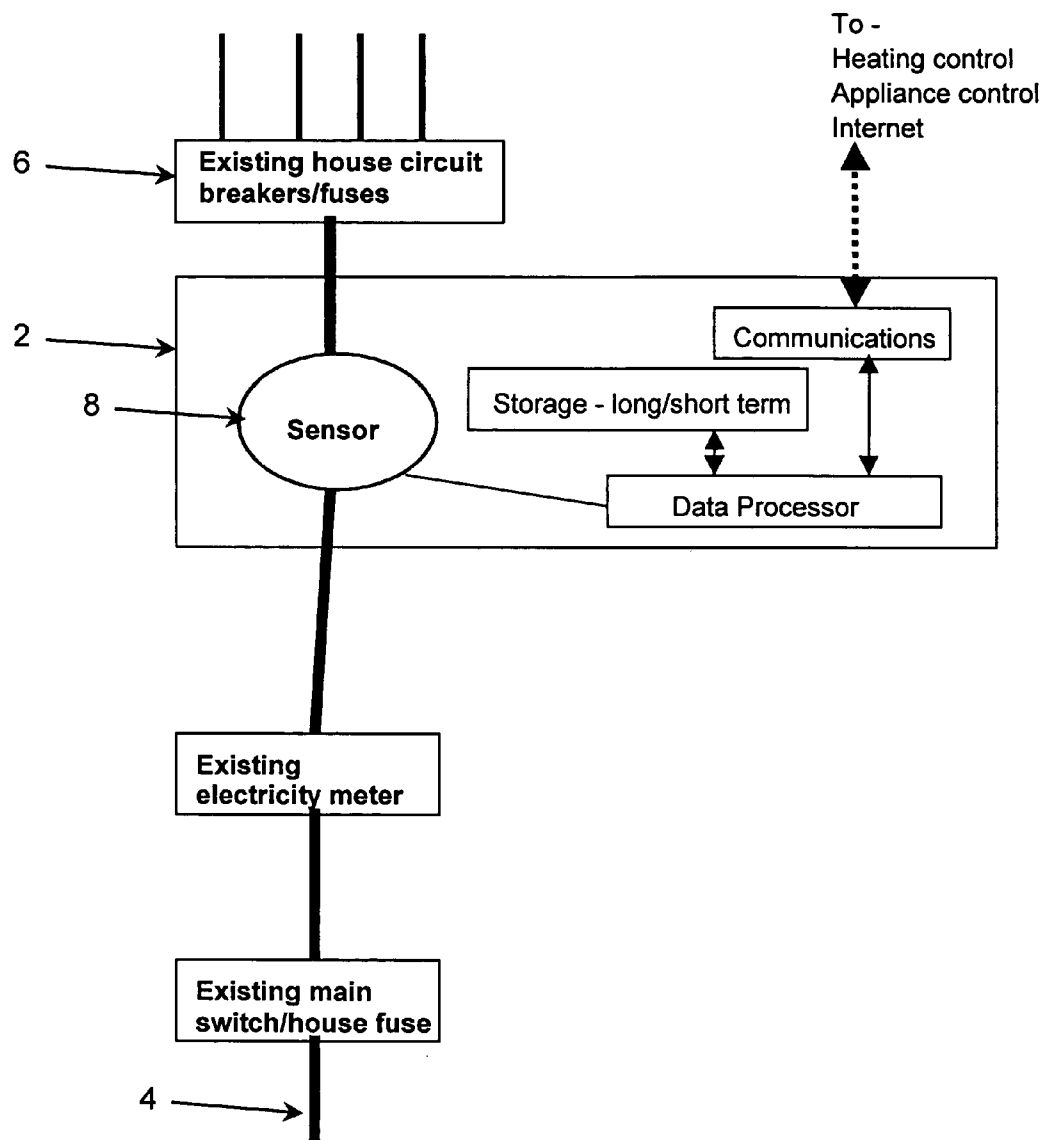 To -
Heating control
Appliance control
Internet
6
Existing house circuit
breakers/fuses
2
Communications
8
Storage - long/short term
Sensor
Data Processor
Existing
electricity meter
Existing main
switch/house fuse
4